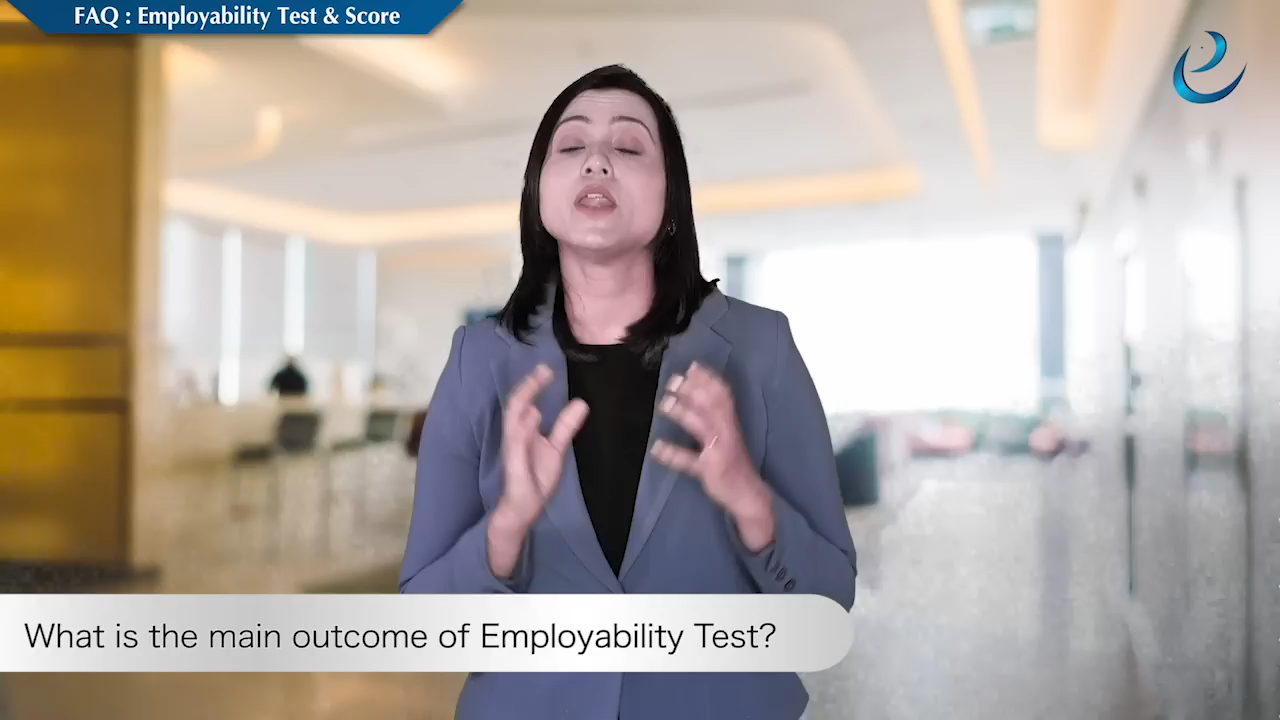 FAQ : Employability Test & Score
What is the main outcome of Employability Test?